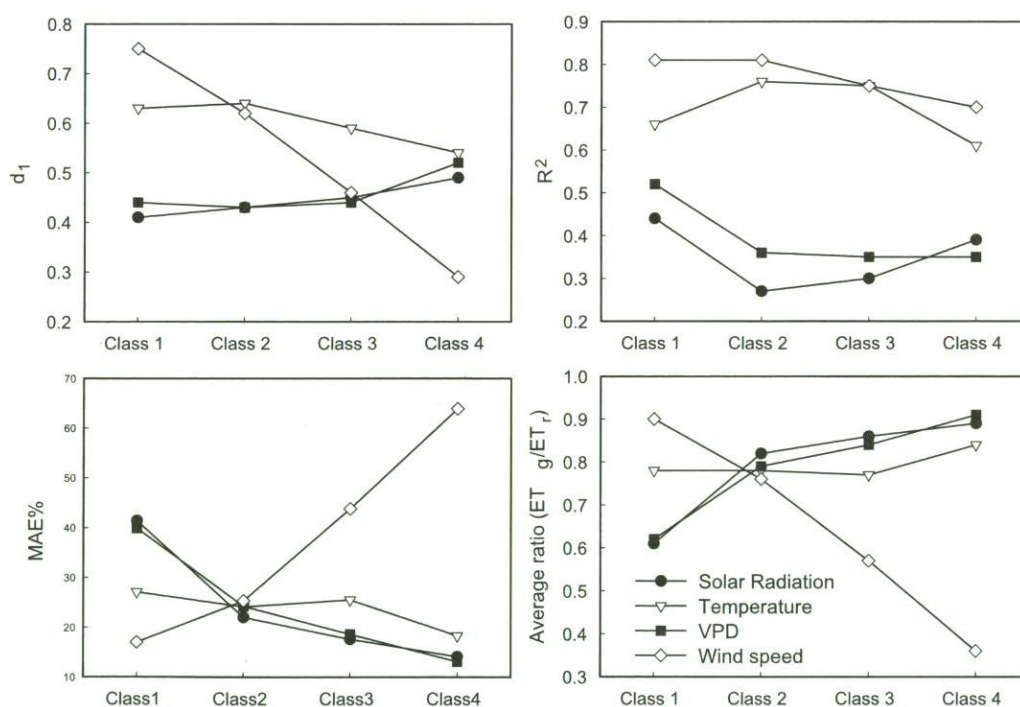 0.8
0.7
0.6
0.5
0.4
0.3
0.2
d1
Class 1 Class 2 Class 3 Class 4
0.9
0.8
0.7
0.6
0.5
0.4
0.3
0.2
R2
Class 1 Class 2 Class 3 Class 4
70
60
50
40
30
20
10
MAE%
Class1 Class2 Class3 Class4
1.0
0.9
0.8
0.7
0.6
0.5
0.4
0.3
Average ratio (ET g/ETr)
Solar Radiation
Temperature
VPD
Wind speed
Class 1 Class 2 Class 3 Class 4